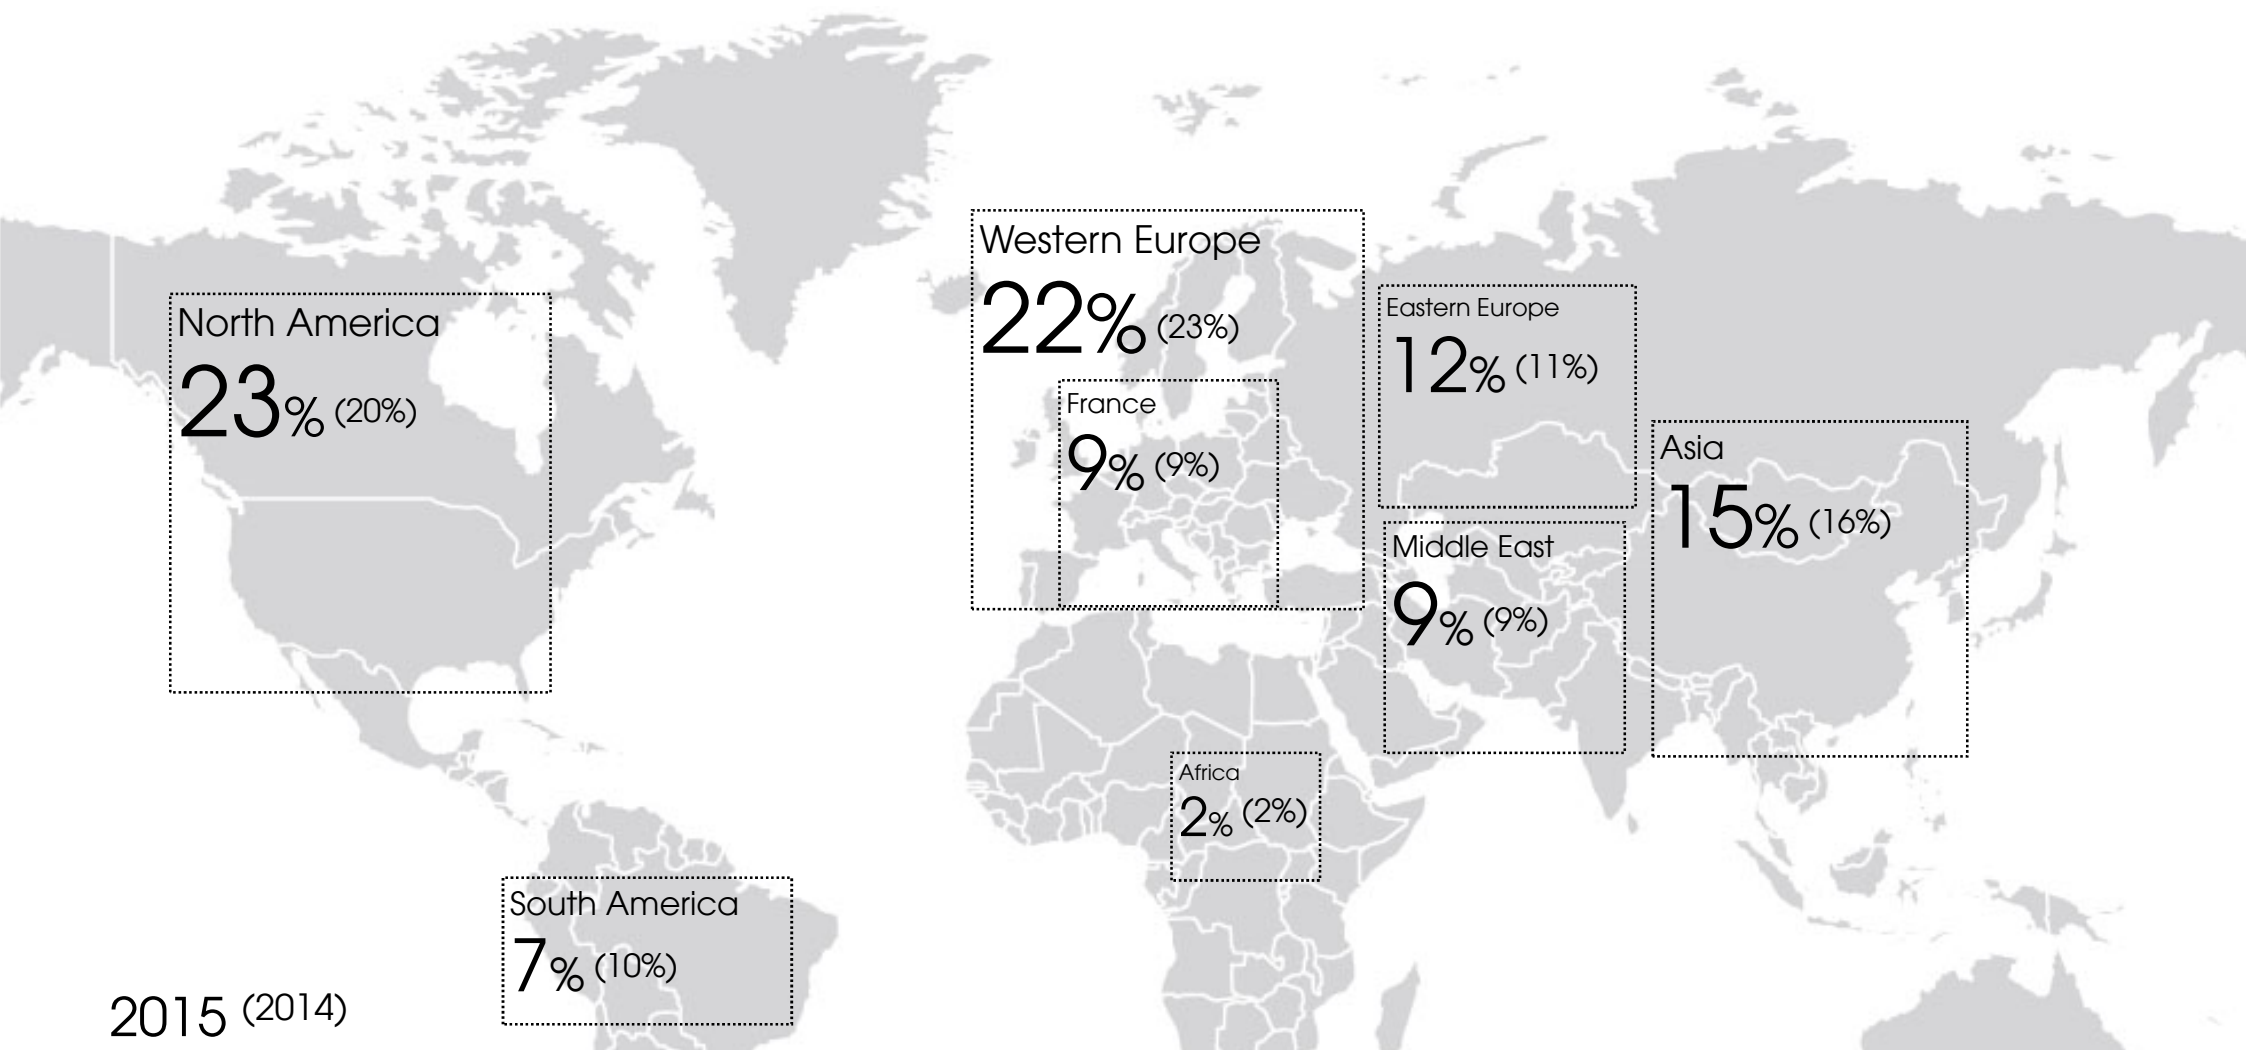 Western Europe
22% (23%)
North America
23% (20%)
Eastern Europe
12% (11%)
France
9% (9%)
Asia
15% (16%)
Middle East
9% (9%)
Africa
2% (2%)
South America
7% (10%)
2015 (2014)